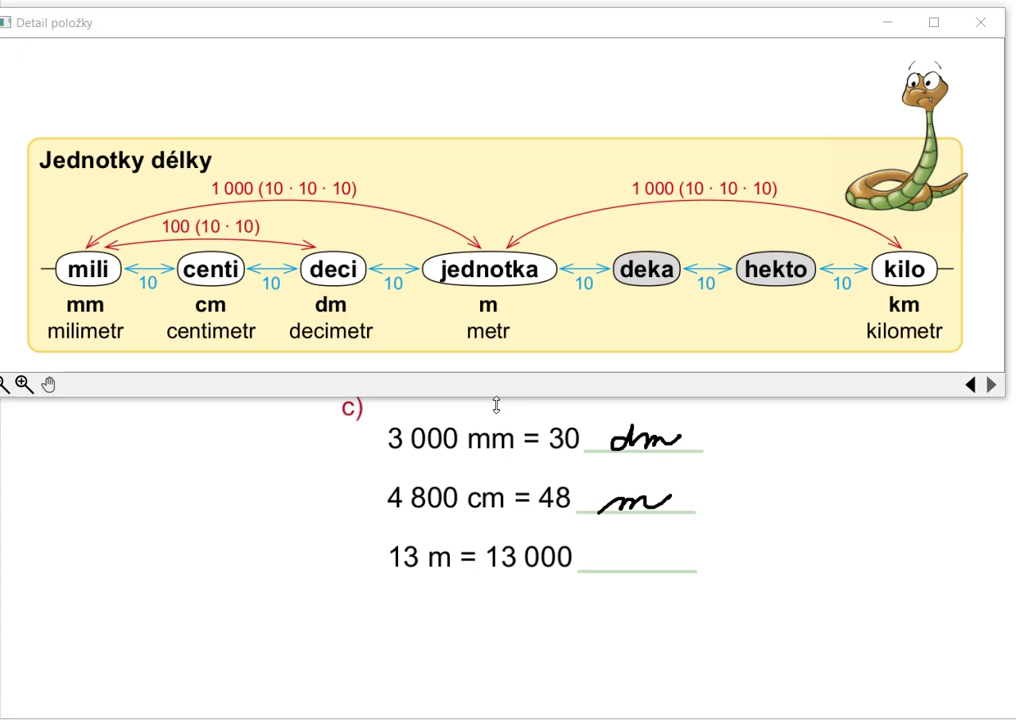 Detail položky
Jednotky délky
1 000 (10 · 10 · 10)
1 000 (10 · 10 · 10)
100 (10 · 10)
mili centi deci jednotka deka hekto kilo
10 10 10 10 10 10
mm cm dm m km
milimetr centimetr decimetr metr kilometr
c)
3 000 mm = 30 dm
4 800 cm = 48 m
13 m = 13 000